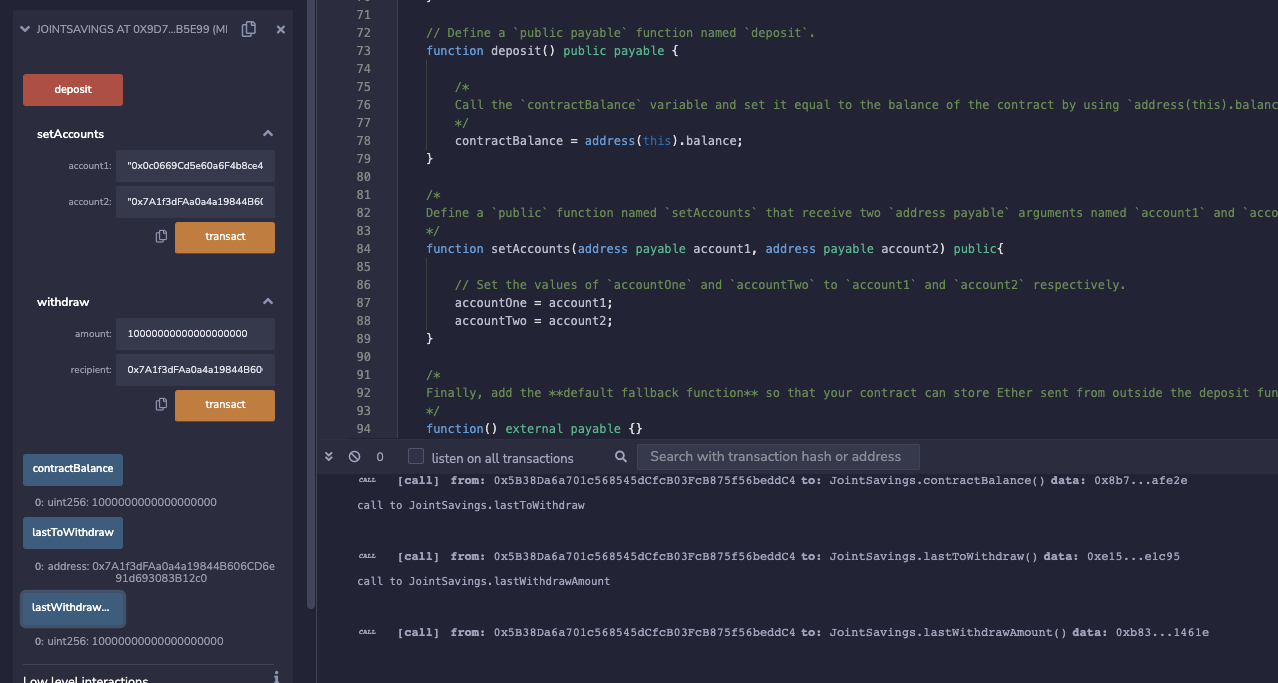 JOINTSAVINGS AT 0X9D7...B5E99 (MI
deposit
setAccounts
account1: "0x0c0669Cd5e60a6F4b8ce4
account2: "0x7A1f3dFAa0a4a19844B60
transact
withdraw
amount: 10000000000000000000
recipient: 0x7A1f3dFAa0a4a19844B60
transact
contractBalance
0: uint256: 1000000000000000000
lastToWithdraw
0: address: 0x7A1f3dFAa0a4a19844B606CD6e
91d693083B12c0
lastWithdraw...
0: uint256: 10000000000000000000
Low level interactions
i
71
72 // Define a `public payable` function named `deposit`.
73 function deposit() public payable {
74
75 /*
76 Call the `contractBalance` variable and set it equal to the balance of the contract by using `address(this).balanc
77 */
78 contractBalance = address(this).balance;
79 }
80
81 /*
82 Define a `public` function named `setAccounts` that receive two `address payable` arguments named `account1` and `acco
83 */
84 function setAccounts(address payable account1, address payable account2) public{
85
86 // Set the values of `accountOne` and `accountTwo` to `account1` and `account2` respectively.
87 accountOne = account1;
88 accountTwo = account2;
89 }
90
91 /*
92 Finally, add the **default fallback function** so that your contract can store Ether sent from outside the deposit fun
93 */
94 function() external payable {}
0 listen on all transactions Search with transaction hash or address
CALL [call] from: 0x5B38Da6a701c568545dCfcB03FcB875f56beddC4 to: JointSavings.contractBalance() data: 0x8b7...afe2e
call to JointSavings.lastToWithdraw
CALL [call] from: 0x5B38Da6a701c568545dCfcB03FcB875f56beddC4 to: JointSavings.lastToWithdraw() data: 0xe15...e1c95
call to JointSavings.lastWithdrawAmount
CALL [call] from: 0x5B38Da6a701c568545dCfcB03FcB875f56beddC4 to: JointSavings.lastWithdrawAmount() data: 0xb83...1461e